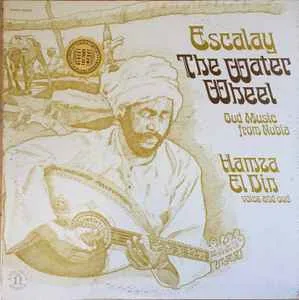 Escalay
The Water
Wheel
Oud Music
from Nubia
Hamza
El Din
voice and oud